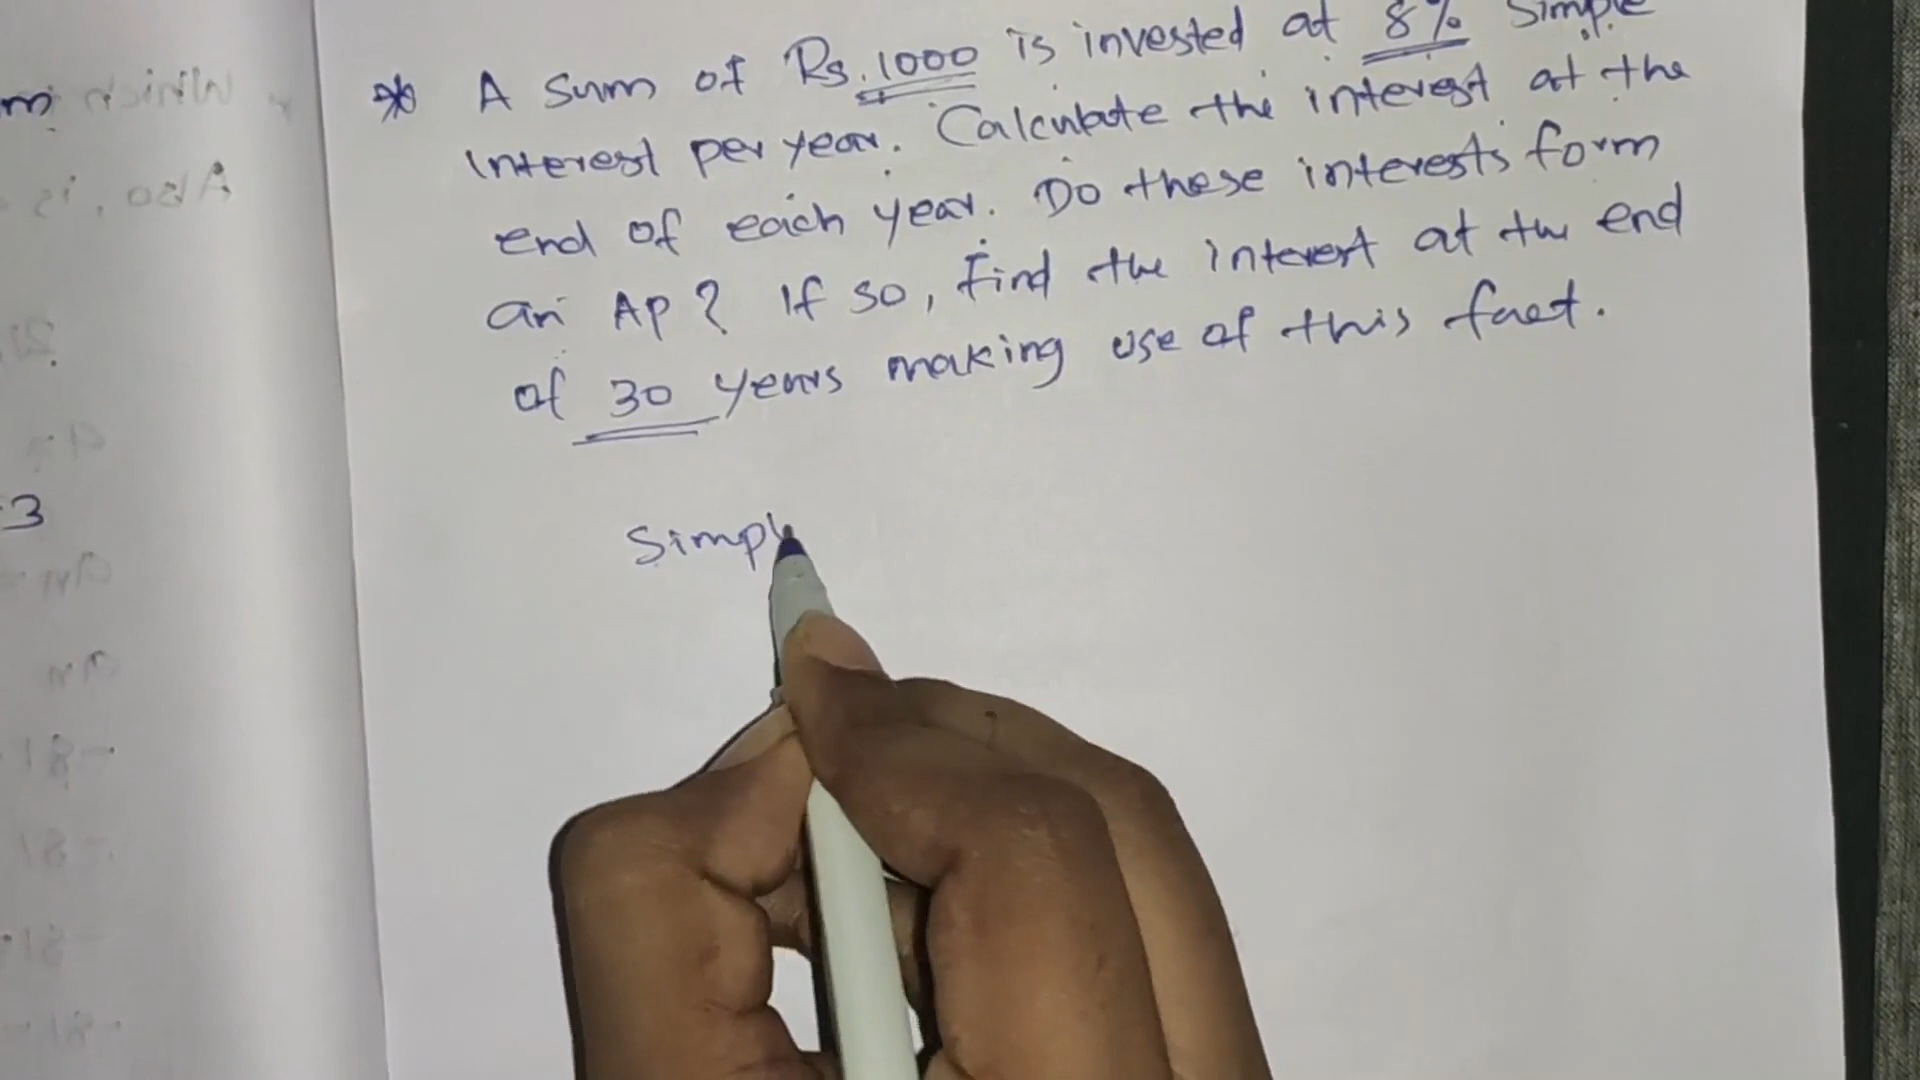 * A sum of Rs.1000 is invested at 8% simple
interest per year. Calculate the interest at the
end of each year. Do these interests form
an AP? If so, find the interest at the end
of 30 years making use of this fact.
Simpl
3